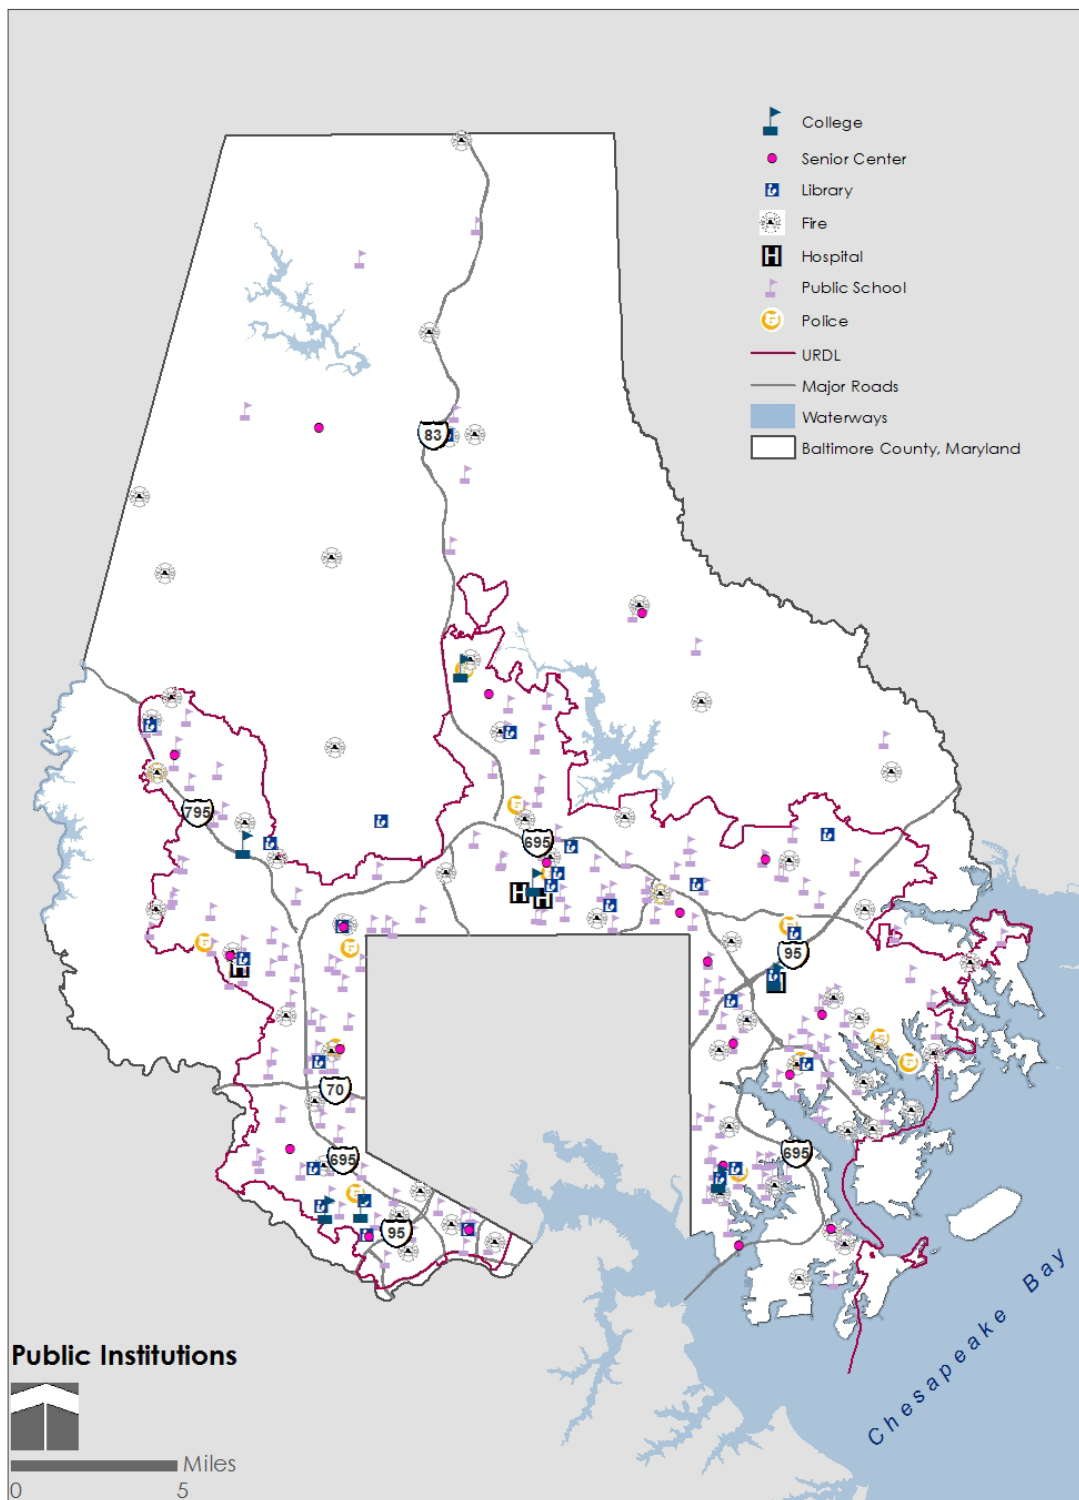 College
Senior Center
Library
Fire
H Hospital
Public School
Police
URDL
Major Roads
Waterways
Baltimore County, Maryland
83
795
695
H H
95
H
H
70
695
695
95
Chesapeake Bay
Public Institutions
Miles
0 5